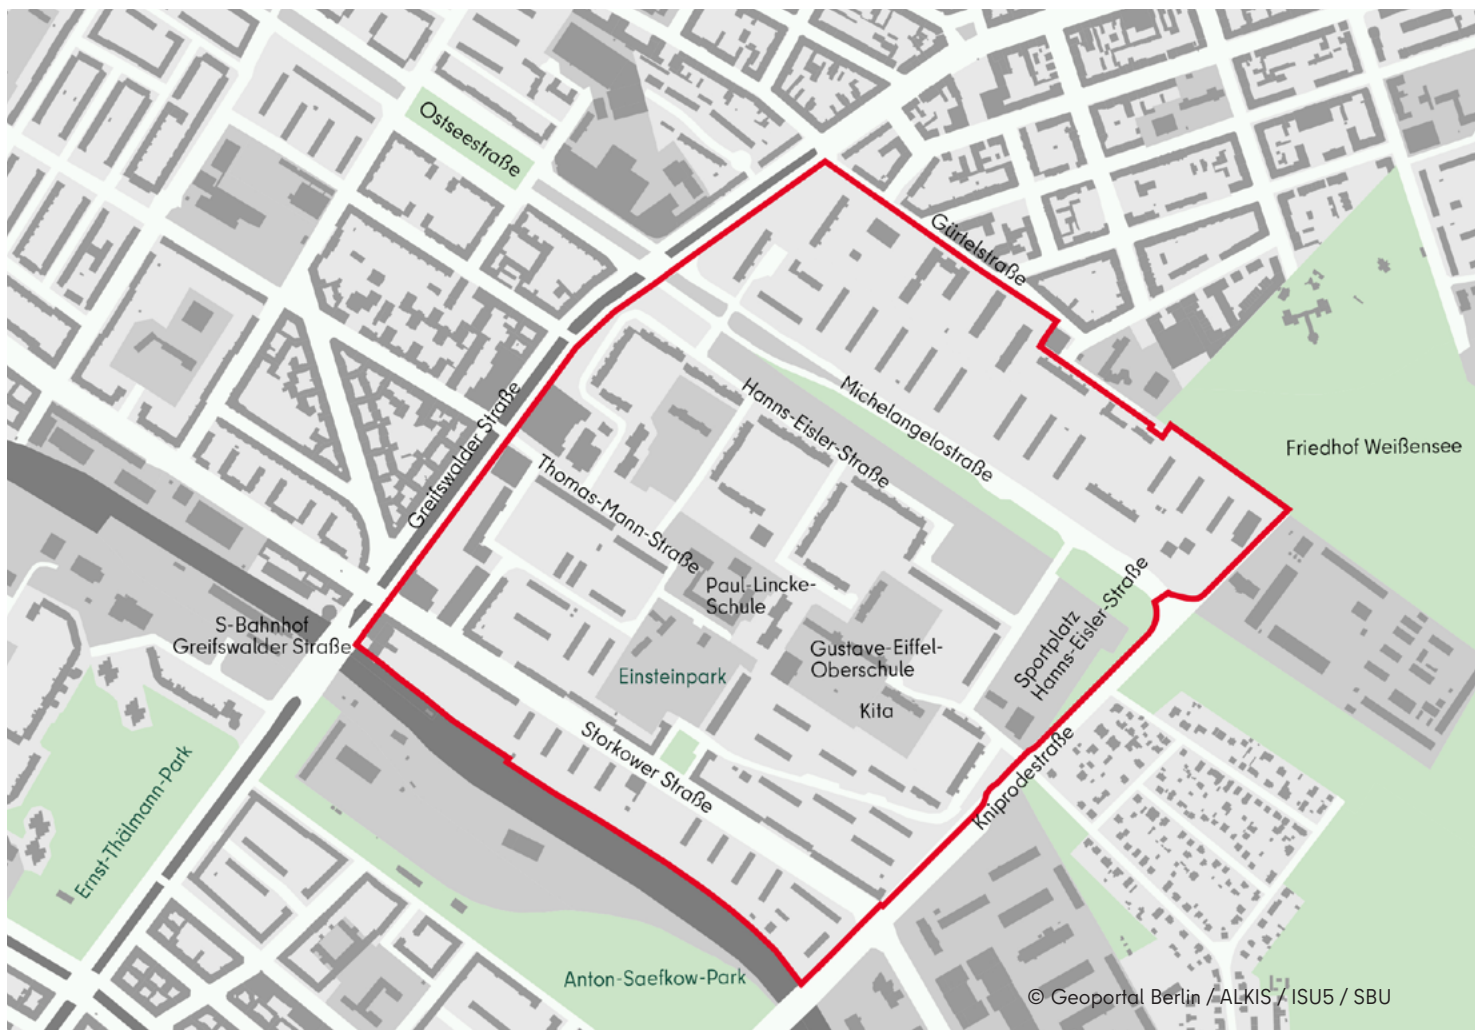 Ostseestraße
Gürtelstraße
Michelangelostraße
Hanns-Eisler-Straße
Friedhof Weißensee
Greifswalder Straße
Thomas-Mann-Straße
Paul-Lincke-
Schule
S-Bahnhof
Greifswalder Straße
Gustave-Eiffel-
Oberschule
Sportplatz
Hanns-Eisler-Straße
Einsteinpark
Kita
Storkower Straße
Kniprodestraße
Ernst-Thälmann-Park
Anton-Saefkow-Park
© Geoportal Berlin / ALKIS / ISU5 / SBU